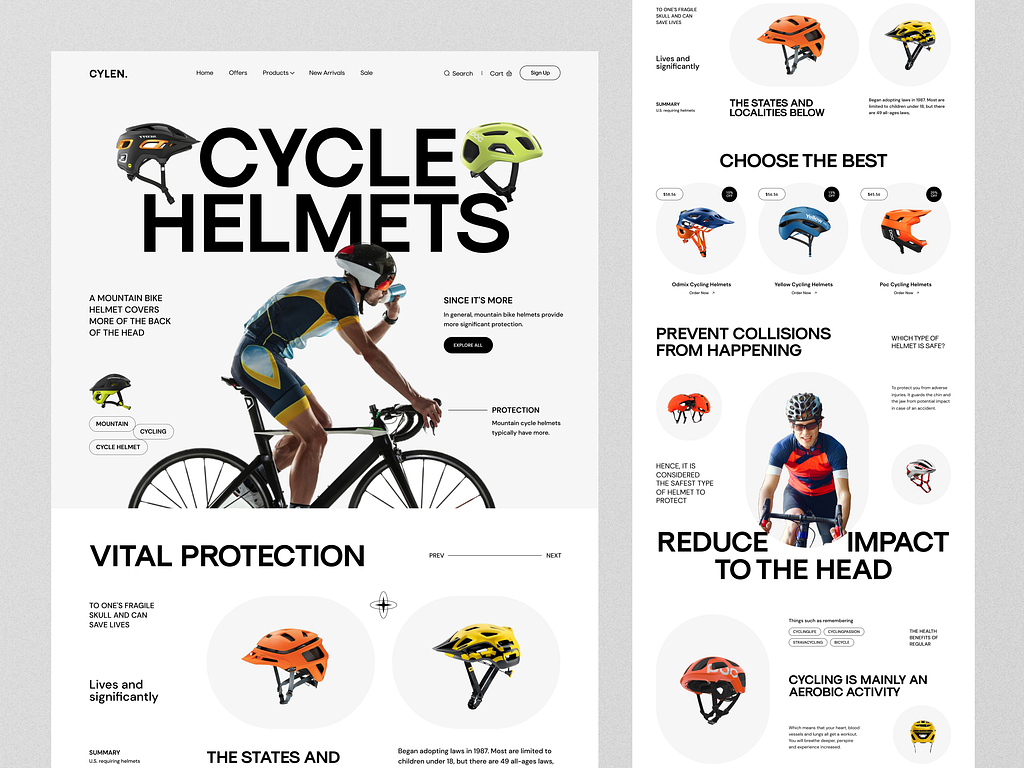 CYLEN.
Home
Offers
Products
New Arrivals
Sale
Search
Cart
Sign Up
CYCLE
HELMETS
A MOUNTAIN BIKE
HELMET COVERS
MORE OF THE BACK
OF THE HEAD
SINCE IT'S MORE
In general, mountain bike helmets provide
more significant protection.
EXPLORE ALL
MOUNTAIN
CYCLING
CYCLE HELMET
PROTECTION
Mountain cycle helmets
typically have more.
VITAL PROTECTION
PREV
NEXT
TO ONE'S FRAGILE
SKULL AND CAN
SAVE LIVES
Lives and
significantly
SUMMARY
U.S. requiring helmets
THE STATES AND
Began adopting laws in 1987. Most are limited to
children under 18, but there are 49 all-ages laws,
TO ONE'S FRAGILE
SKULL AND CAN
SAVE LIVES
Lives and
significantly
SUMMARY
U.S. requiring helmets
THE STATES AND
LOCALITIES BELOW
Began adopting laws in 1987. Most are
limited to children under 18, but there
are 49 all-ages laws,
CHOOSE THE BEST
$58.56
10%
OFF
$56.56
15%
OFF
$45.56
20%
OFF
Yellow
POC
Odmix Cycling Helmets
Order Now
Yellow Cycling Helmets
Order Now
Poc Cycling Helmets
Order Now
PREVENT COLLISIONS
FROM HAPPENING
WHICH TYPE OF
HELMET IS SAFE?
To protect you from adverse
injuries. It guards the chin and
the jaw from potential impact
in case of an accident.
HENCE, IT IS
CONSIDERED
THE SAFEST TYPE
OF HELMET TO
PROTECT
REDUCE IMPACT
TO THE HEAD
Things such as remembering
CYCLINGLIFE
CYCLINGPASSION
STRAVACYCLING
BICYCLE
THE HEALTH
BENEFITS OF
REGULAR
CYCLING IS MAINLY AN
AEROBIC ACTIVITY
Which means that your heart, blood
vessels and lungs all get a workout.
You will breathe deeper, perspire
and experience increased.